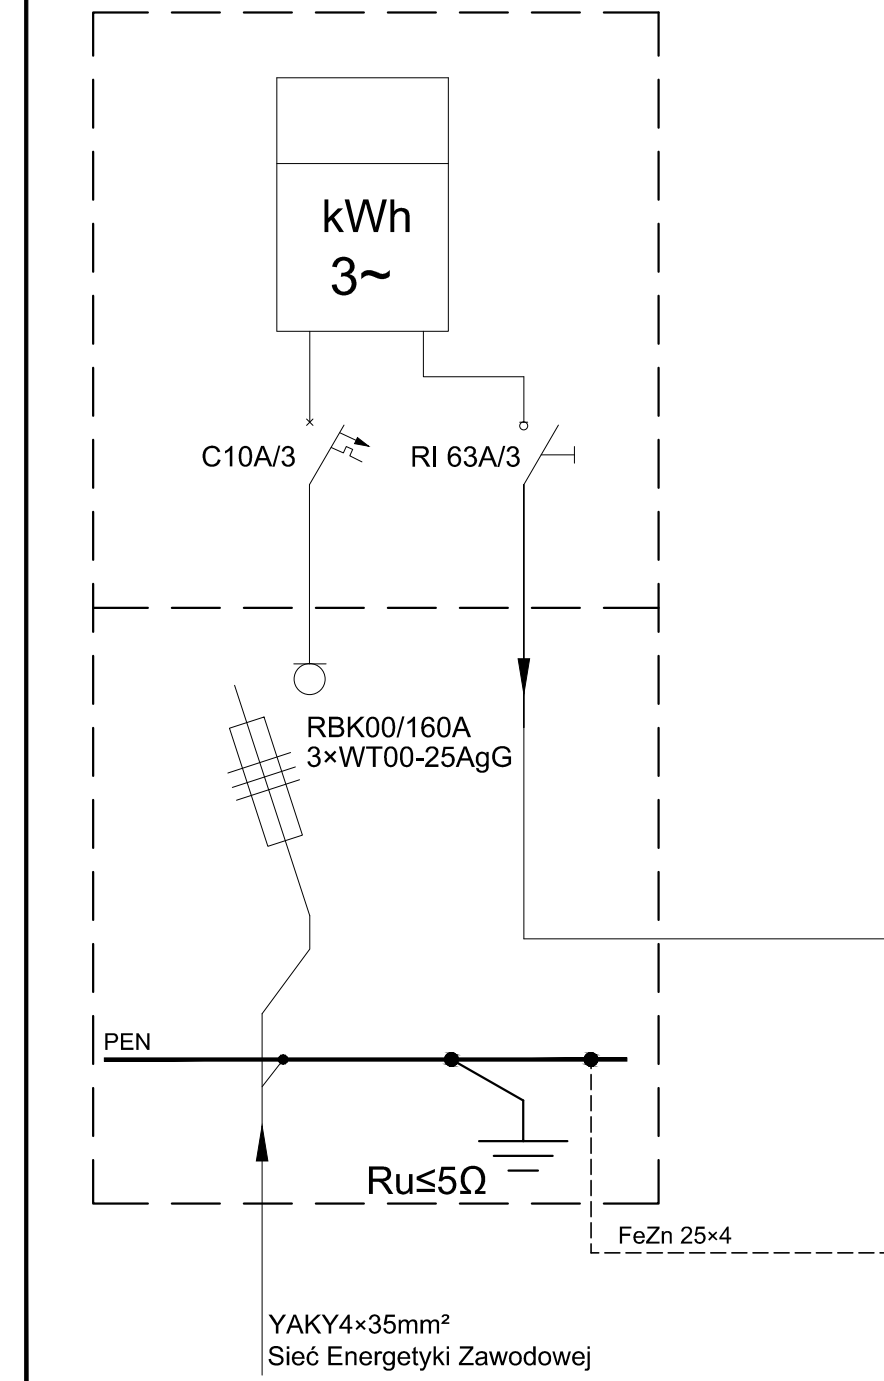 kWh
3~
C10A/3
RI 63A/3
RBK00/160A
3×WT00-25AgG
PEN
Ru≤5Ω
FeZn 25×4
YAKY4×35mm²
Sieć Energetyki Zawodowej